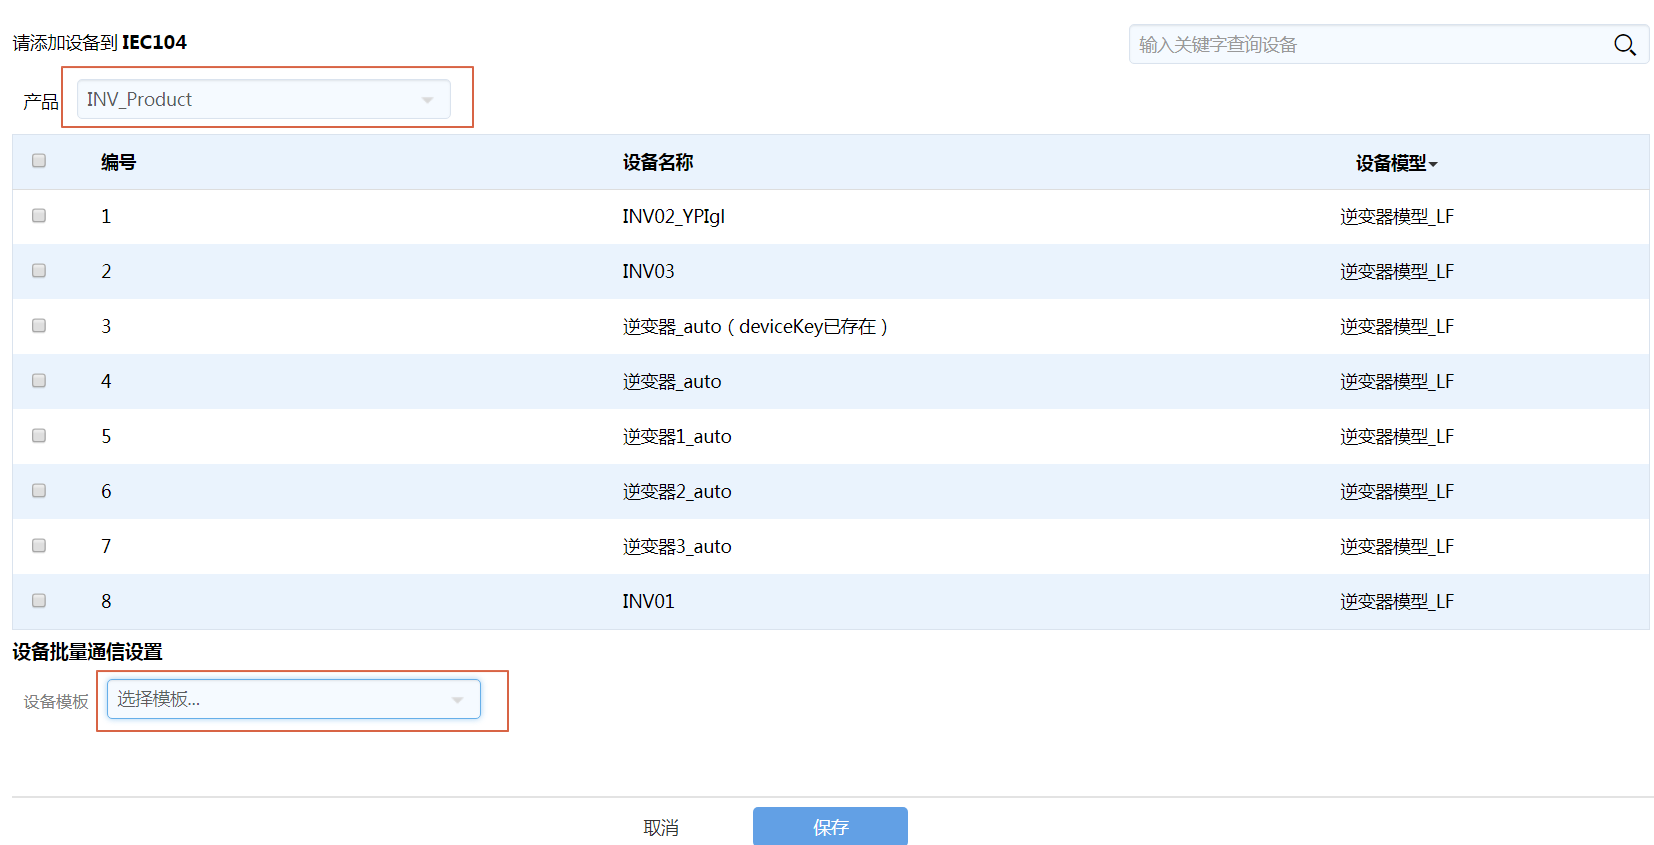 请添加设备到 IEC104
输入关键字查询设备
产品 INV_Product
编号 设备名称 设备模型
1 INV02_YPIgl 逆变器模型_LF
2 INV03 逆变器模型_LF
3 逆变器_auto（deviceKey已存在） 逆变器模型_LF
4 逆变器_auto 逆变器模型_LF
5 逆变器1_auto 逆变器模型_LF
6 逆变器2_auto 逆变器模型_LF
7 逆变器3_auto 逆变器模型_LF
8 INV01 逆变器模型_LF
设备批量通信设置
设备模板 选择模板...
取消 保存